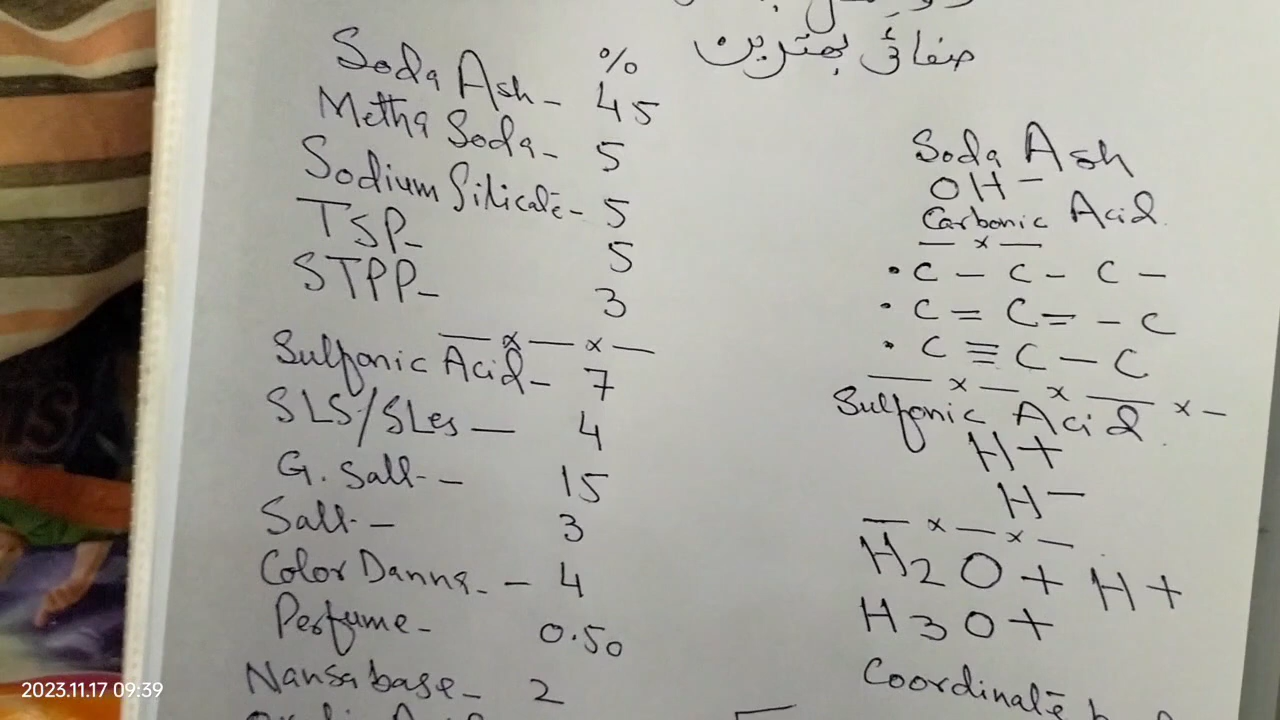 صفائی بهترین
%
Soda Ash - 45
Metha Soda - 5
Sodium Silicate - 5
TSP - 5
STPP - 3
— x — x —
Sulfonic Acid - 7
SLS/SLes — 4
G. Salt - - 15
Salt - — 3
Color Danna - — 4
Perfume - 0.50
Nansa base - 2
Soda Ash
OH -
Carbonic Acid
— x —
• C - C - C -
• C = C = - C
• C ≡ C - C
— x — x — x -
Sulfonic Acid
H+
H-
— x — x —
H2O + H+
H3O+
Coordinate
2023.11.17 09:39